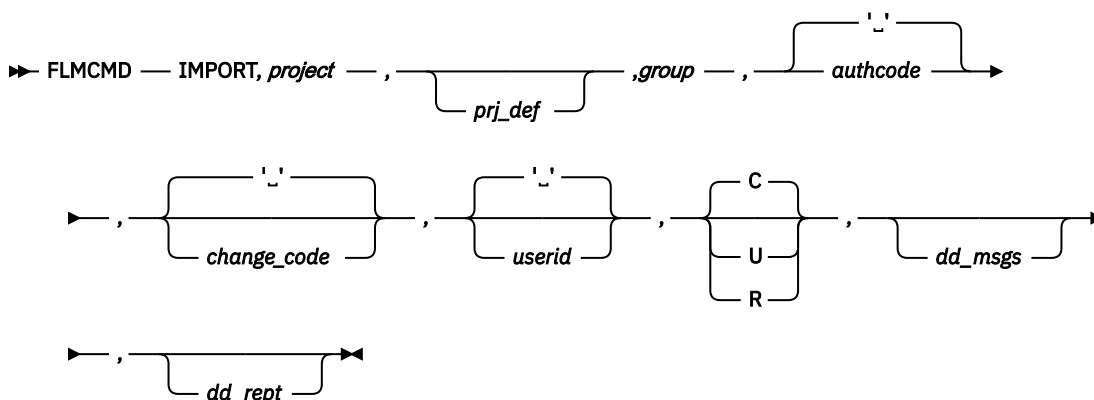 '␣'
FLMCMD IMPORT, project , ,group , authcode
prj_def
'␣' '␣' C
, , , ,
change_code userid U dd_msgs
R
,
dd_rept